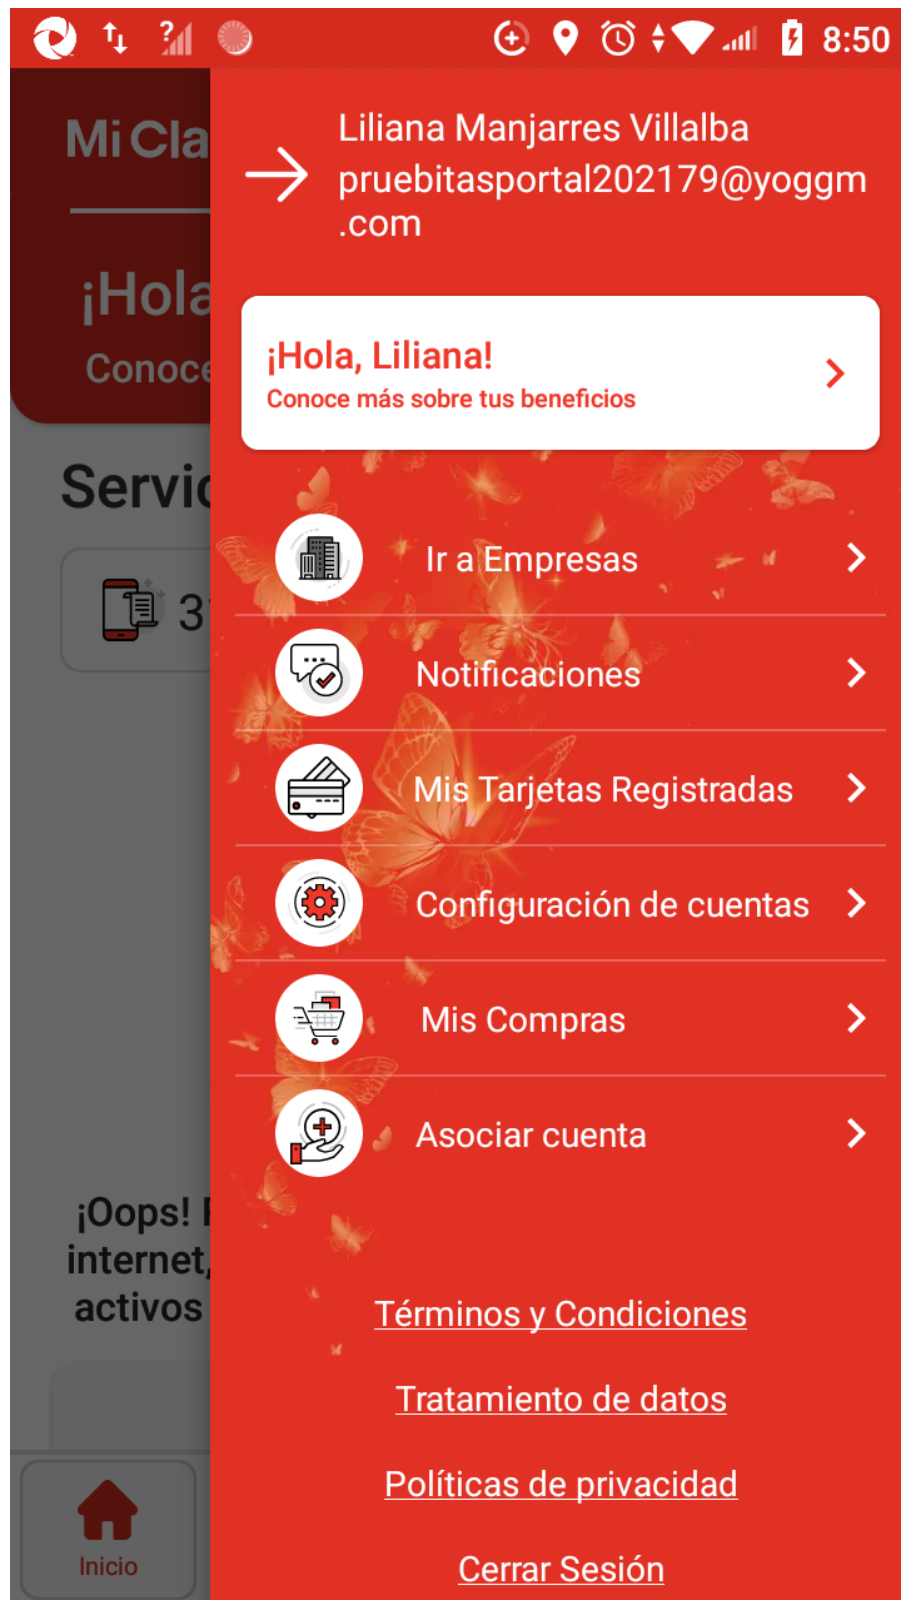 8:50
Mi Cla
Liliana Manjarres Villalba
pruebitasportal202179@yoggm
.com
¡Hola
Conoce
¡Hola, Liliana!
Conoce más sobre tus beneficios
Servic
Ir a Empresas
3
Notificaciones
Mis Tarjetas Registradas
Configuración de cuentas
Mis Compras
Asociar cuenta
¡Oops!
internet,
activos
Términos y Condiciones
Tratamiento de datos
Políticas de privacidad
Inicio
Cerrar Sesión